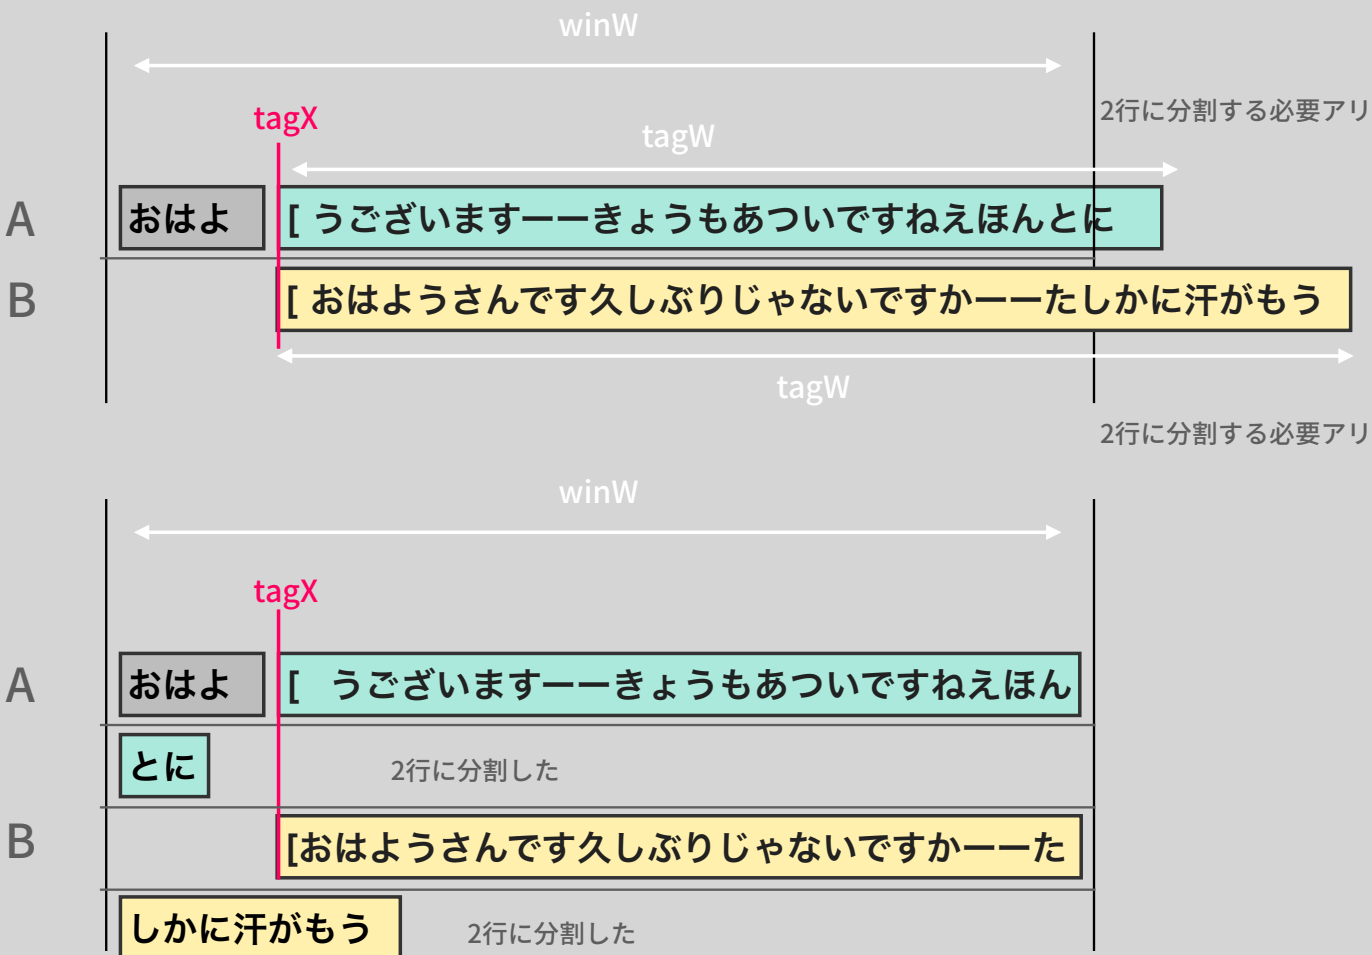 winW
2行に分割する必要アリ
tagX
tagW
A おはよ [ うございますーーきょうもあついですねえほんとに
B [ おはようさんです久しぶりじゃないですかーーたしかに汗がもう
tagW
2行に分割する必要アリ
winW
tagX
A おはよ [ うございますーーきょうもあついですねえほん
とに 2行に分割した
B [おはようさんです久しぶりじゃないですかーーた
しかに汗がもう 2行に分割した